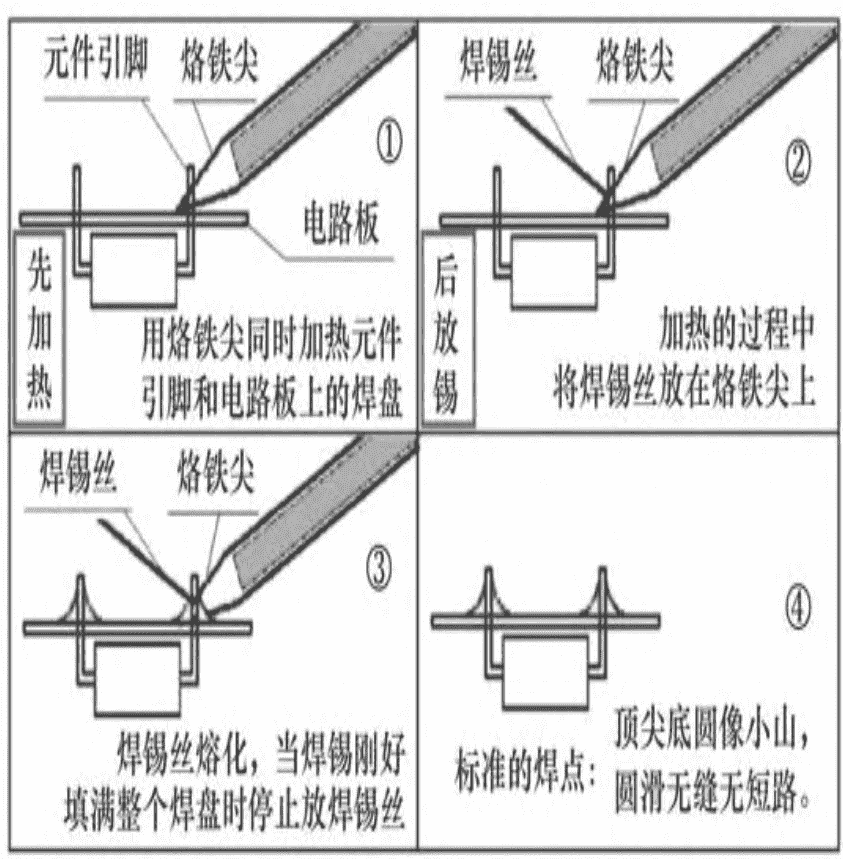 元件引脚 烙铁尖
①
电路板
先加热
用烙铁尖同时加热元件
引脚和电路板上的焊盘
焊锡丝 烙铁尖
②
后放锡
加热的过程中
将焊锡丝放在烙铁尖上
焊锡丝 烙铁尖
③
焊锡丝熔化，当焊锡刚好
填满整个焊盘时停止放焊锡丝
④
标准的焊点：
顶尖底圆像小山，
圆滑无缝无短路。